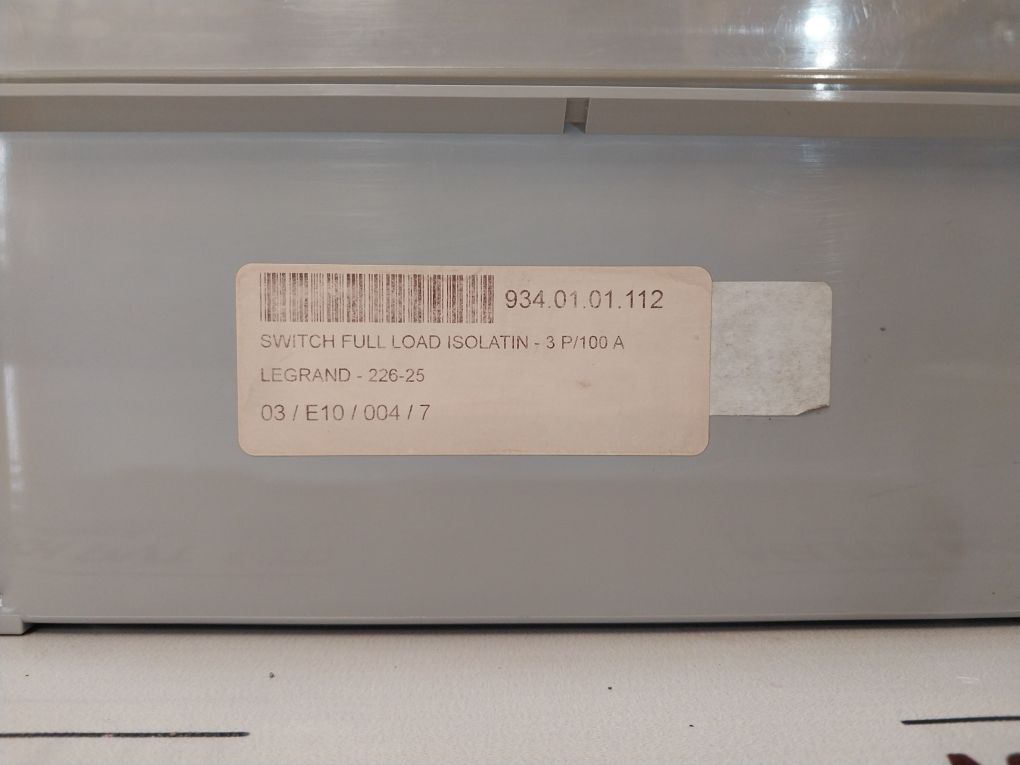 934.01.01.112
SWITCH FULL LOAD ISOLATIN - 3 P/100 A
LEGRAND - 226-25
03 / E10 / 004 / 7